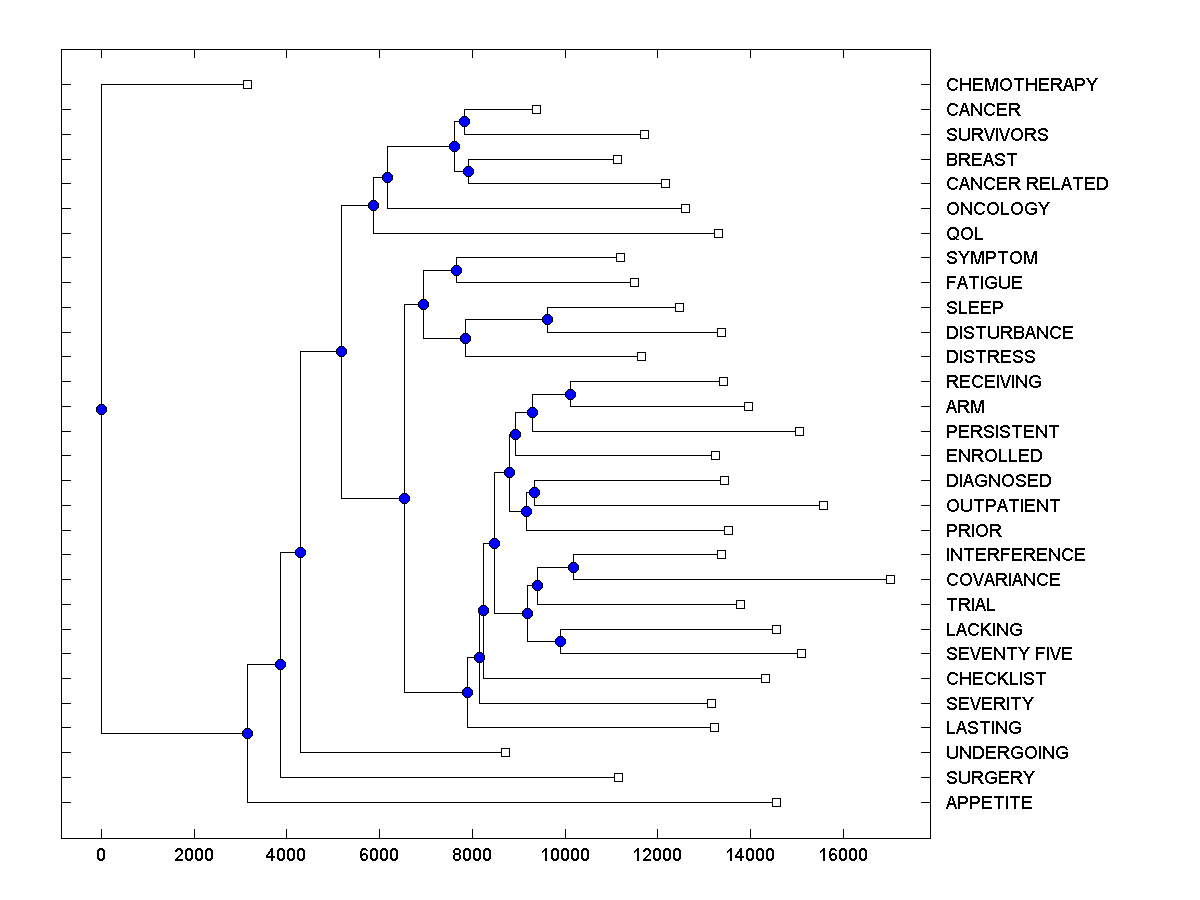 CHEMOTHERAPY
CANCER
SURVIVORS
BREAST
CANCER RELATED
ONCOLOGY
QOL
SYMPTOM
FATIGUE
SLEEP
DISTURBANCE
DISTRESS
RECEIVING
ARM
PERSISTENT
ENROLLED
DIAGNOSED
OUTPATIENT
PRIOR
INTERFERENCE
COVARIANCE
TRIAL
LACKING
SEVENTY FIVE
CHECKLIST
SEVERITY
LASTING
UNDERGOING
SURGERY
APPETITE
0 2000 4000 6000 8000 10000 12000 14000 16000